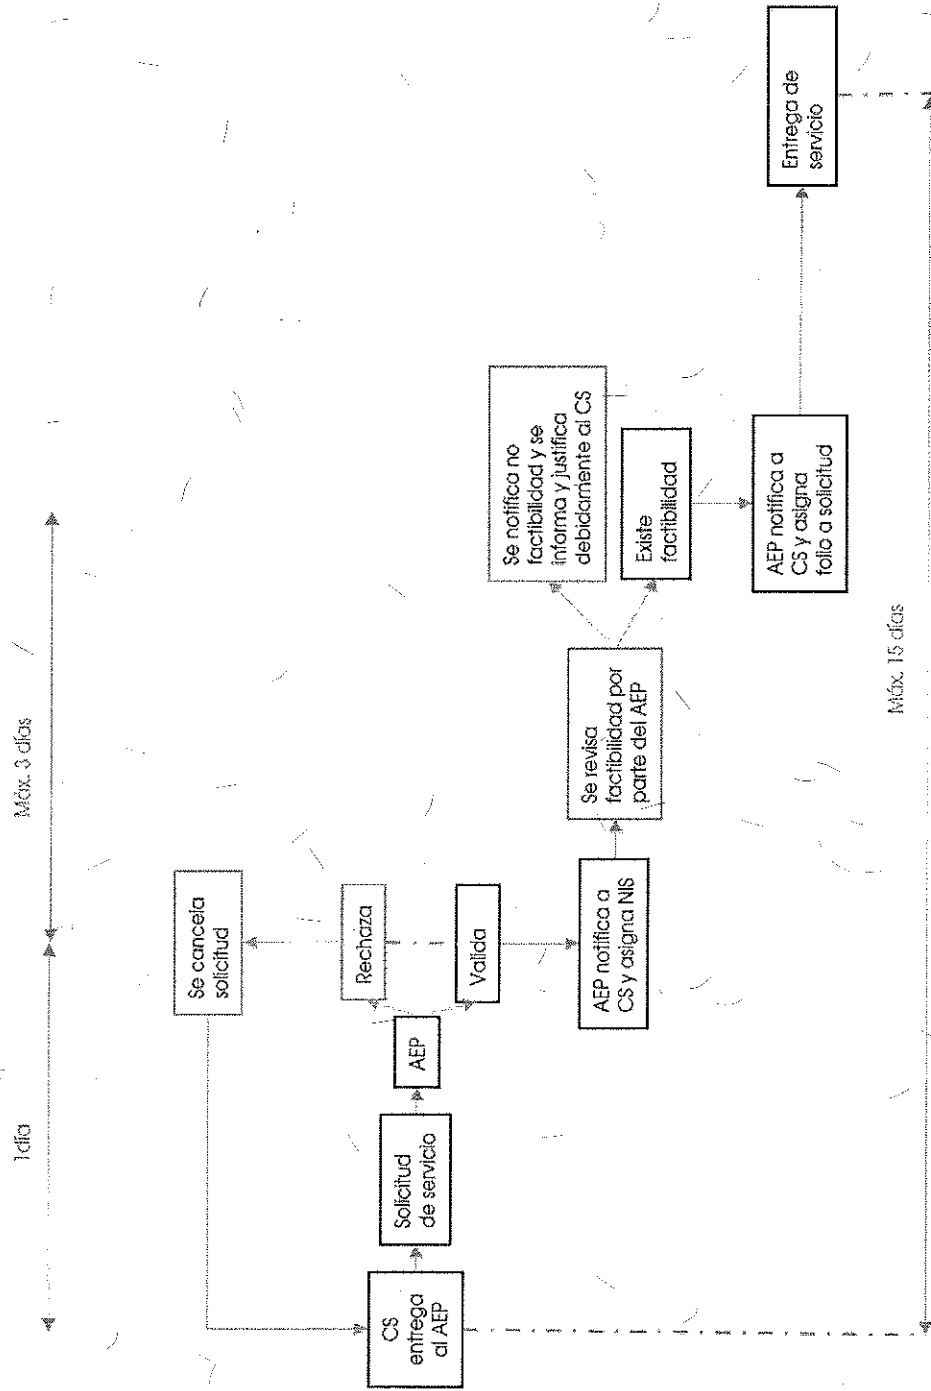 1día
Máx. 3 días
Se cancela
solicitud
Rechaza
Valida
CS
entrega
al AEP
Solicitud
de servicio
AEP
AEP notifica a
CS y asigna NIS
Se revisa
factibilidad por
parte del AEP
Se notifica no
factibilidad y se
informa y justifica
debidamente al CS
Existe
factibilidad
AEP notifica a
CS y asigna
folio a solicitud
Entrega de
servicio
Máx. 15 días